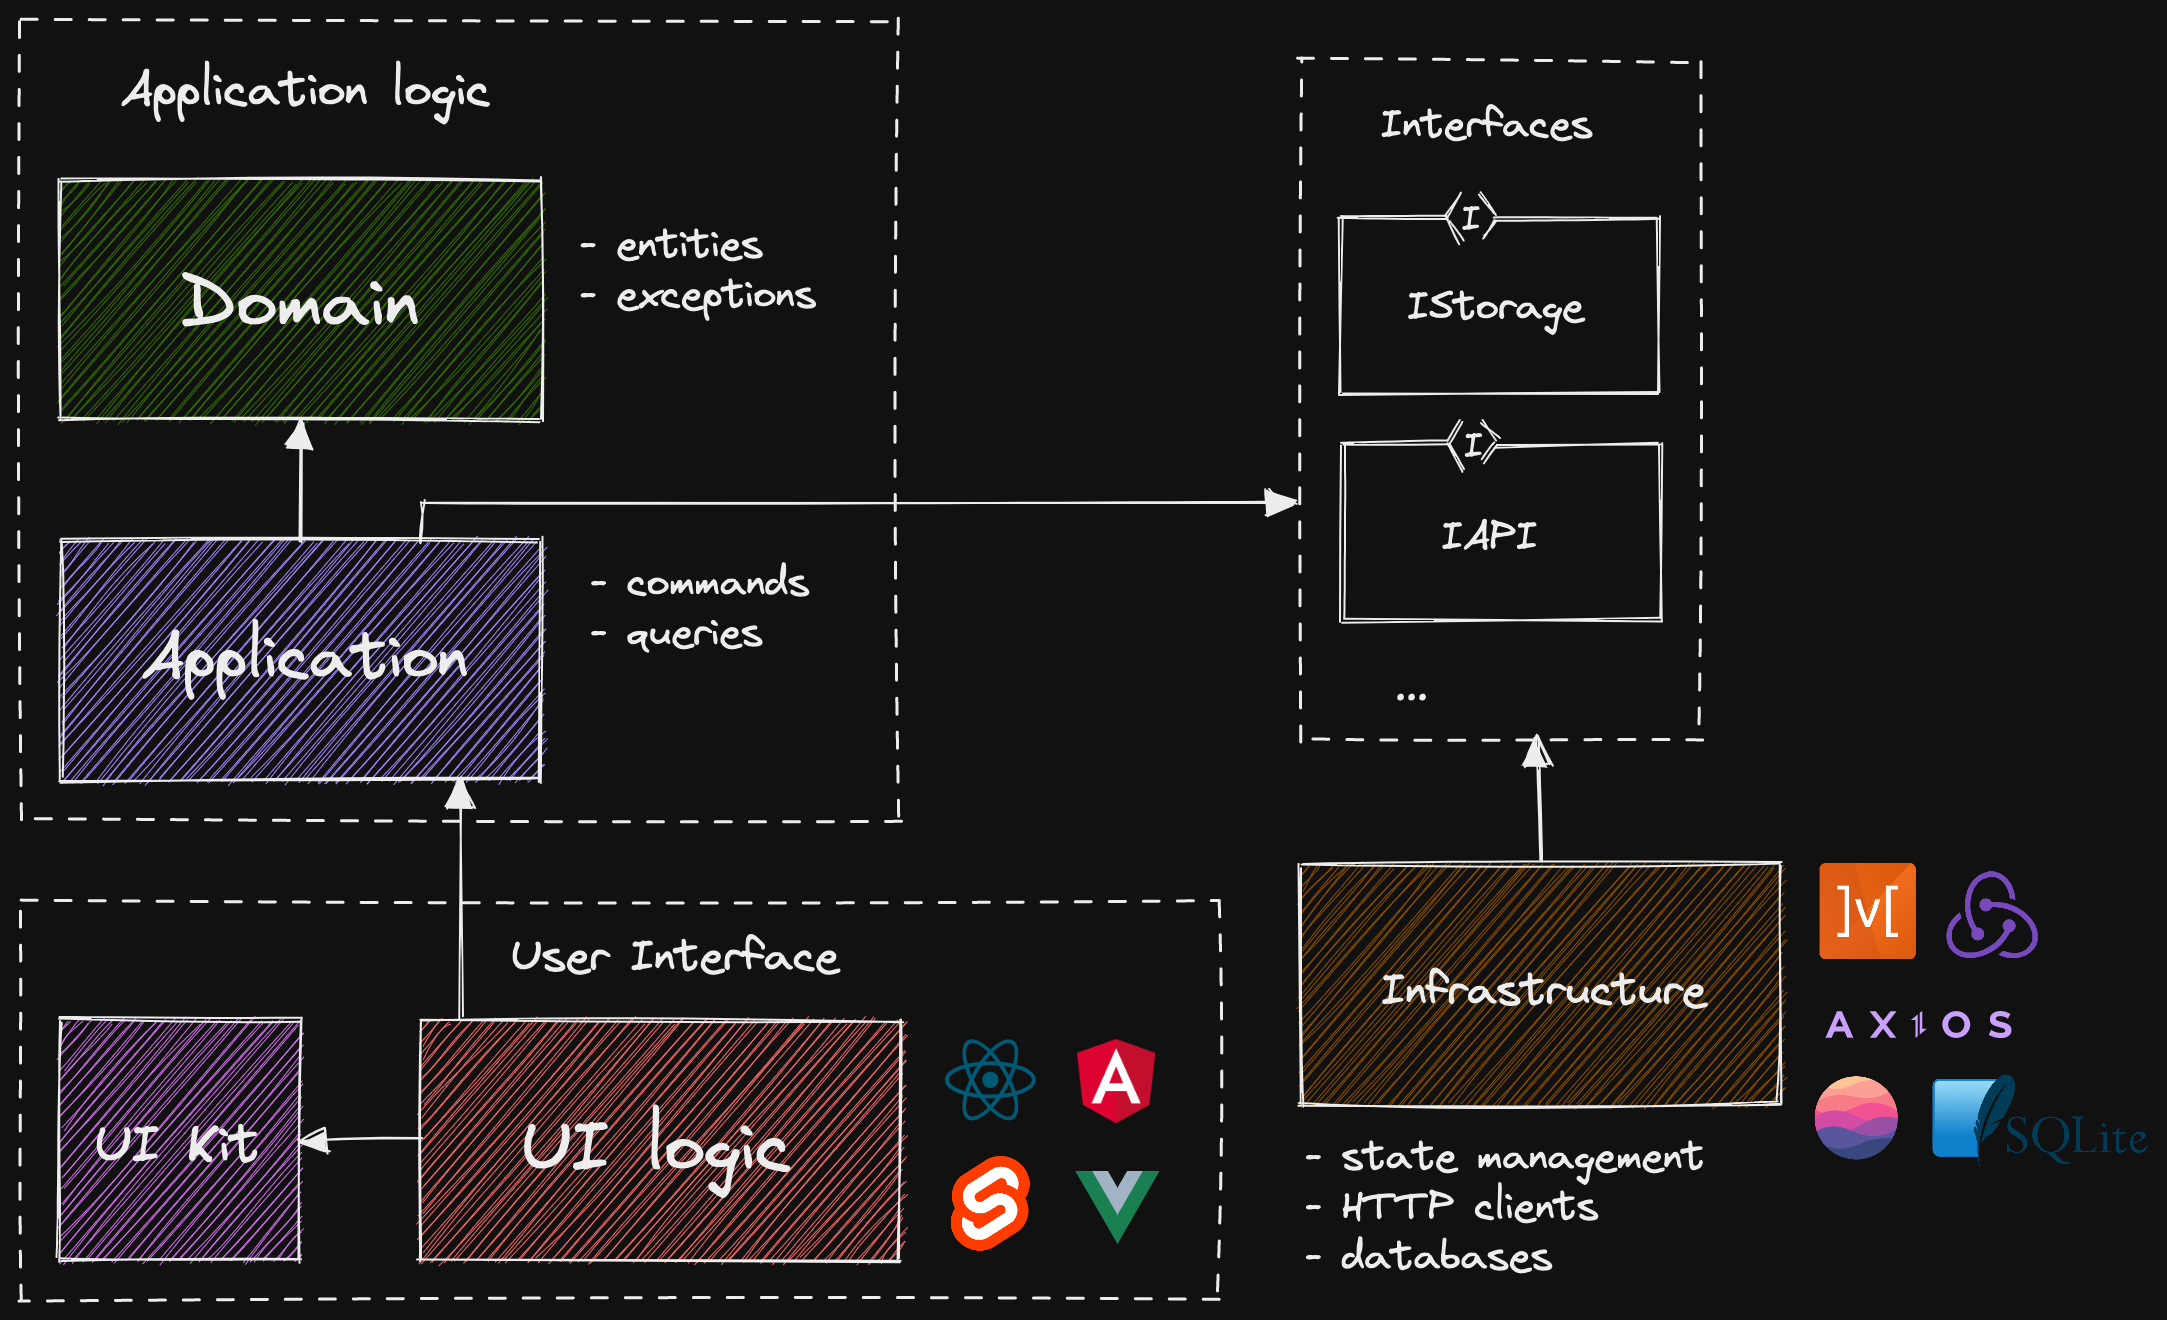 Application logic
Domain
- entities
- exceptions
Application
- commands
- queries
Interfaces
I
IStorage
I
IAPI
...
User Interface
UI Kit
UI logic
A
Infrastructure
- state management
- HTTP clients
- databases
]M[
AXIOS
SQLite